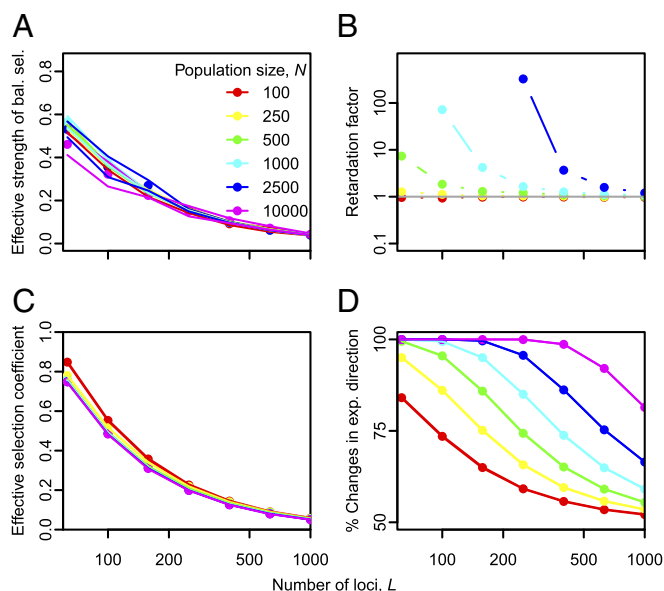 A
B
Effective strength of bal. sel.
0.0 0.2 0.4 0.6 0.8
Population size, N
100
250
500
1000
2500
10000
Retardation factor
0.1 1 10 100
C
D
Effective selection coefficient
0.0 0.2 0.4 0.6 0.8 1.0
100 200 500 1000
% Changes in exp. direction
50 75 100
100 200 500 1000
Number of loci, L